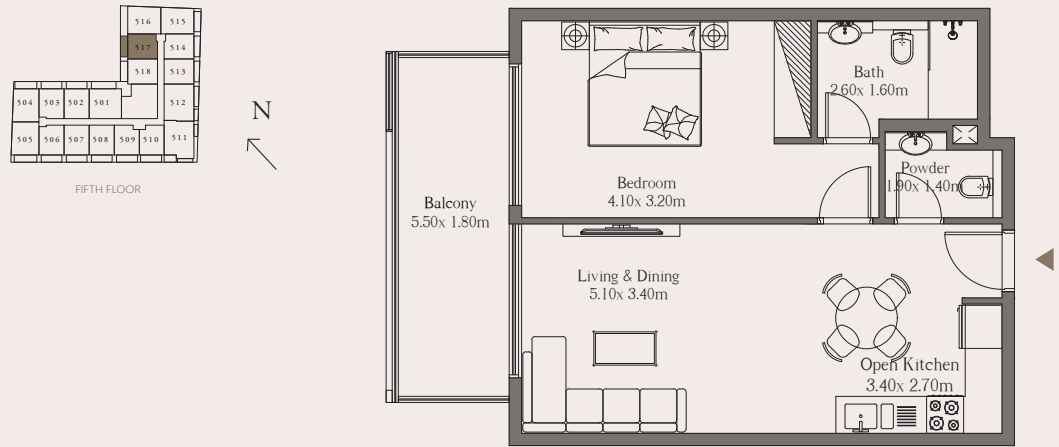 516 515
517 514
518 513
504 503 502 501 512
505 506 507 508 509 510 511
FIFTH FLOOR
N
Balcony
5.50x 1.80m
Bedroom
4.10x 3.20m
Bath
2.60x 1.60m
Powder
1.90x 1.40m
Living & Dining
5.10x 3.40m
Open Kitchen
3.40x 2.70m